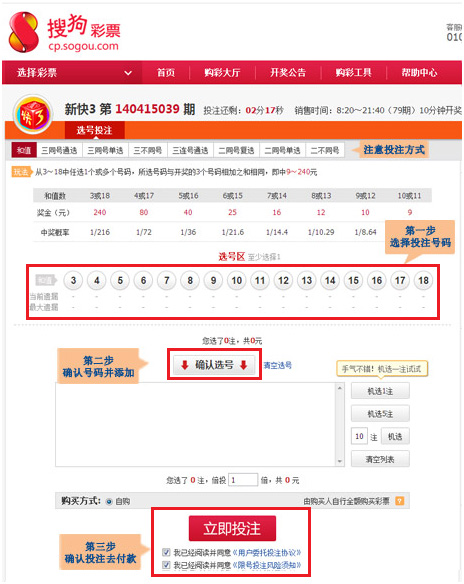 搜狗彩票
cp.sogou.com
客服
010
选择彩票 首页 购彩大厅 开奖公告 购彩工具 帮助中心
快3
新快3 第 140415039 期 投注还剩：02分17秒 销售时间：8:20～21:40（79期）10分钟开奖
选号投注
和值 三同号通选 三同号单选 三不同号 三连号通选 二同号复选 二同号单选 二不同号
注意投注方式
玩法 从3～18中任选1个或多个号码，所选号码与开奖的3个号码相加之和相同，即中9～240元
和值数 3或18 4或17 5或16 6或15 7或14 8或13 9或12 10或11
奖金（元） 240 80 40 25 16 12 10 9
中奖概率 1/216 1/72 1/36 1/21.6 1/14.4 1/10.29 1/8.64
第一步
选择投注号码
选号区 至少选择1
和值 3 4 5 6 7 8 9 10 11 12 13 14 15 16 17 18
当前遗漏 - - - - - - - - - - - - - - - -
最大遗漏 - - - - - - - - - - - - - - - -
您选了0注，共0元
第二步
确认号码并添加
确认选号 清空选号
手气不错！机选一注试试
机选1注
机选5注
10 注 机选
清空列表
您选了 0 注，倍投 1 倍，共 0 元
购买方式： 自购 由购买人自行全额购买彩票 ?
第三步
确认投注去付款
立即投注
我已经阅读并同意《用户委托投注协议》
我已经阅读并同意《限号投注风险须知》